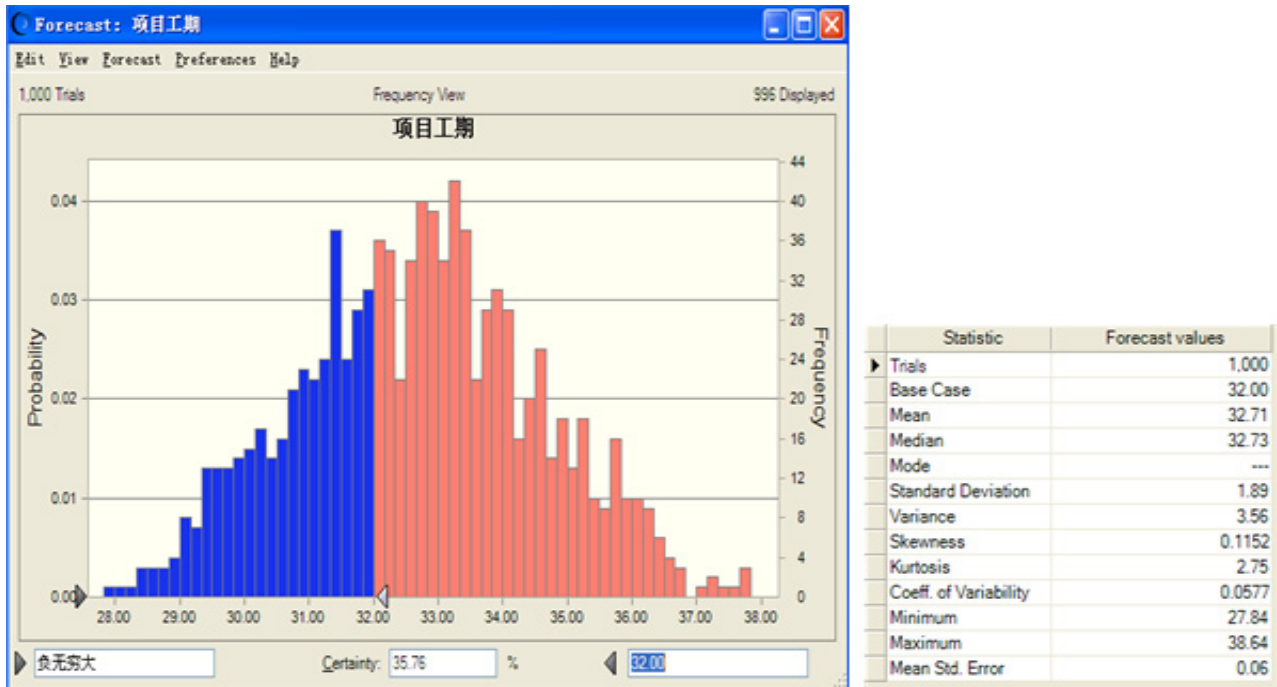 Forecast: 项目工期
Edit View Forecast Preferences Help
1,000 Trials Frequency View 996 Displayed
项目工期
Probability
0.04
0.03
0.02
0.01
0.00
44
40
36
32
28
24
20
16
12
8
4
0
Frequency
28.00 29.00 30.00 31.00 32.00 33.00 34.00 35.00 36.00 37.00 38.00
负无穷大 Certainty: 35.76 % 32.00
Statistic Forecast values
Trials 1,000
Base Case 32.00
Mean 32.71
Median 32.73
Mode ---
Standard Deviation 1.89
Variance 3.56
Skewness 0.1152
Kurtosis 2.75
Coeff. of Variability 0.0577
Minimum 27.84
Maximum 38.64
Mean Std. Error 0.06